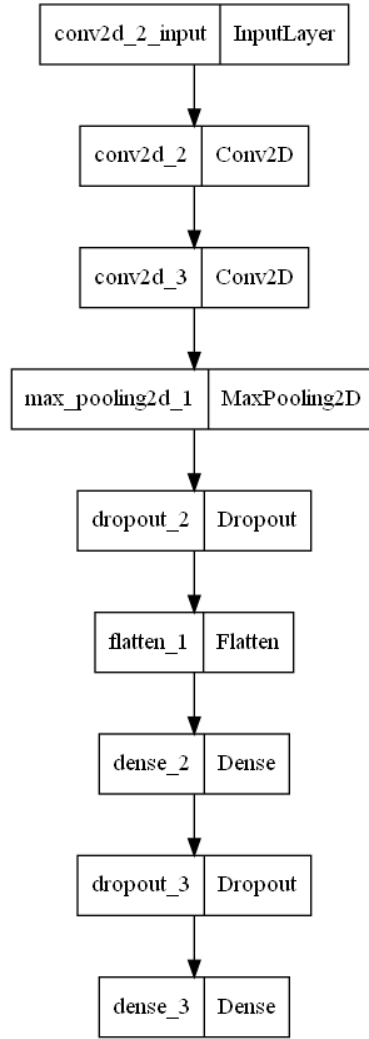 conv2d_2_input InputLayer
conv2d_2 Conv2D
conv2d_3 Conv2D
max_pooling2d_1 MaxPooling2D
dropout_2 Dropout
flatten_1 Flatten
dense_2 Dense
dropout_3 Dropout
dense_3 Dense